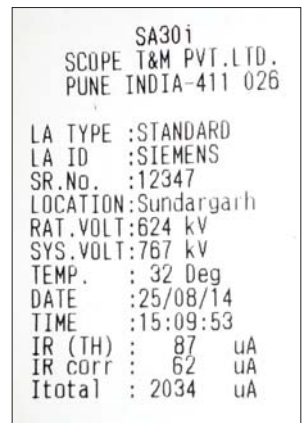 SA30i
SCOPE T&M PVT.LTD.
PUNE INDIA-411 026
LA TYPE :STANDARD
LA ID :SIEMENS
SR.No. :12347
LOCATION:Sundargarh
RAT.VOLT:624 kV
SYS.VOLT:767 kV
TEMP. : 32 Deg
DATE :25/08/14
TIME :15:09:53
IR (TH) : 87 uA
IR corr : 62 uA
Itotal : 2034 uA